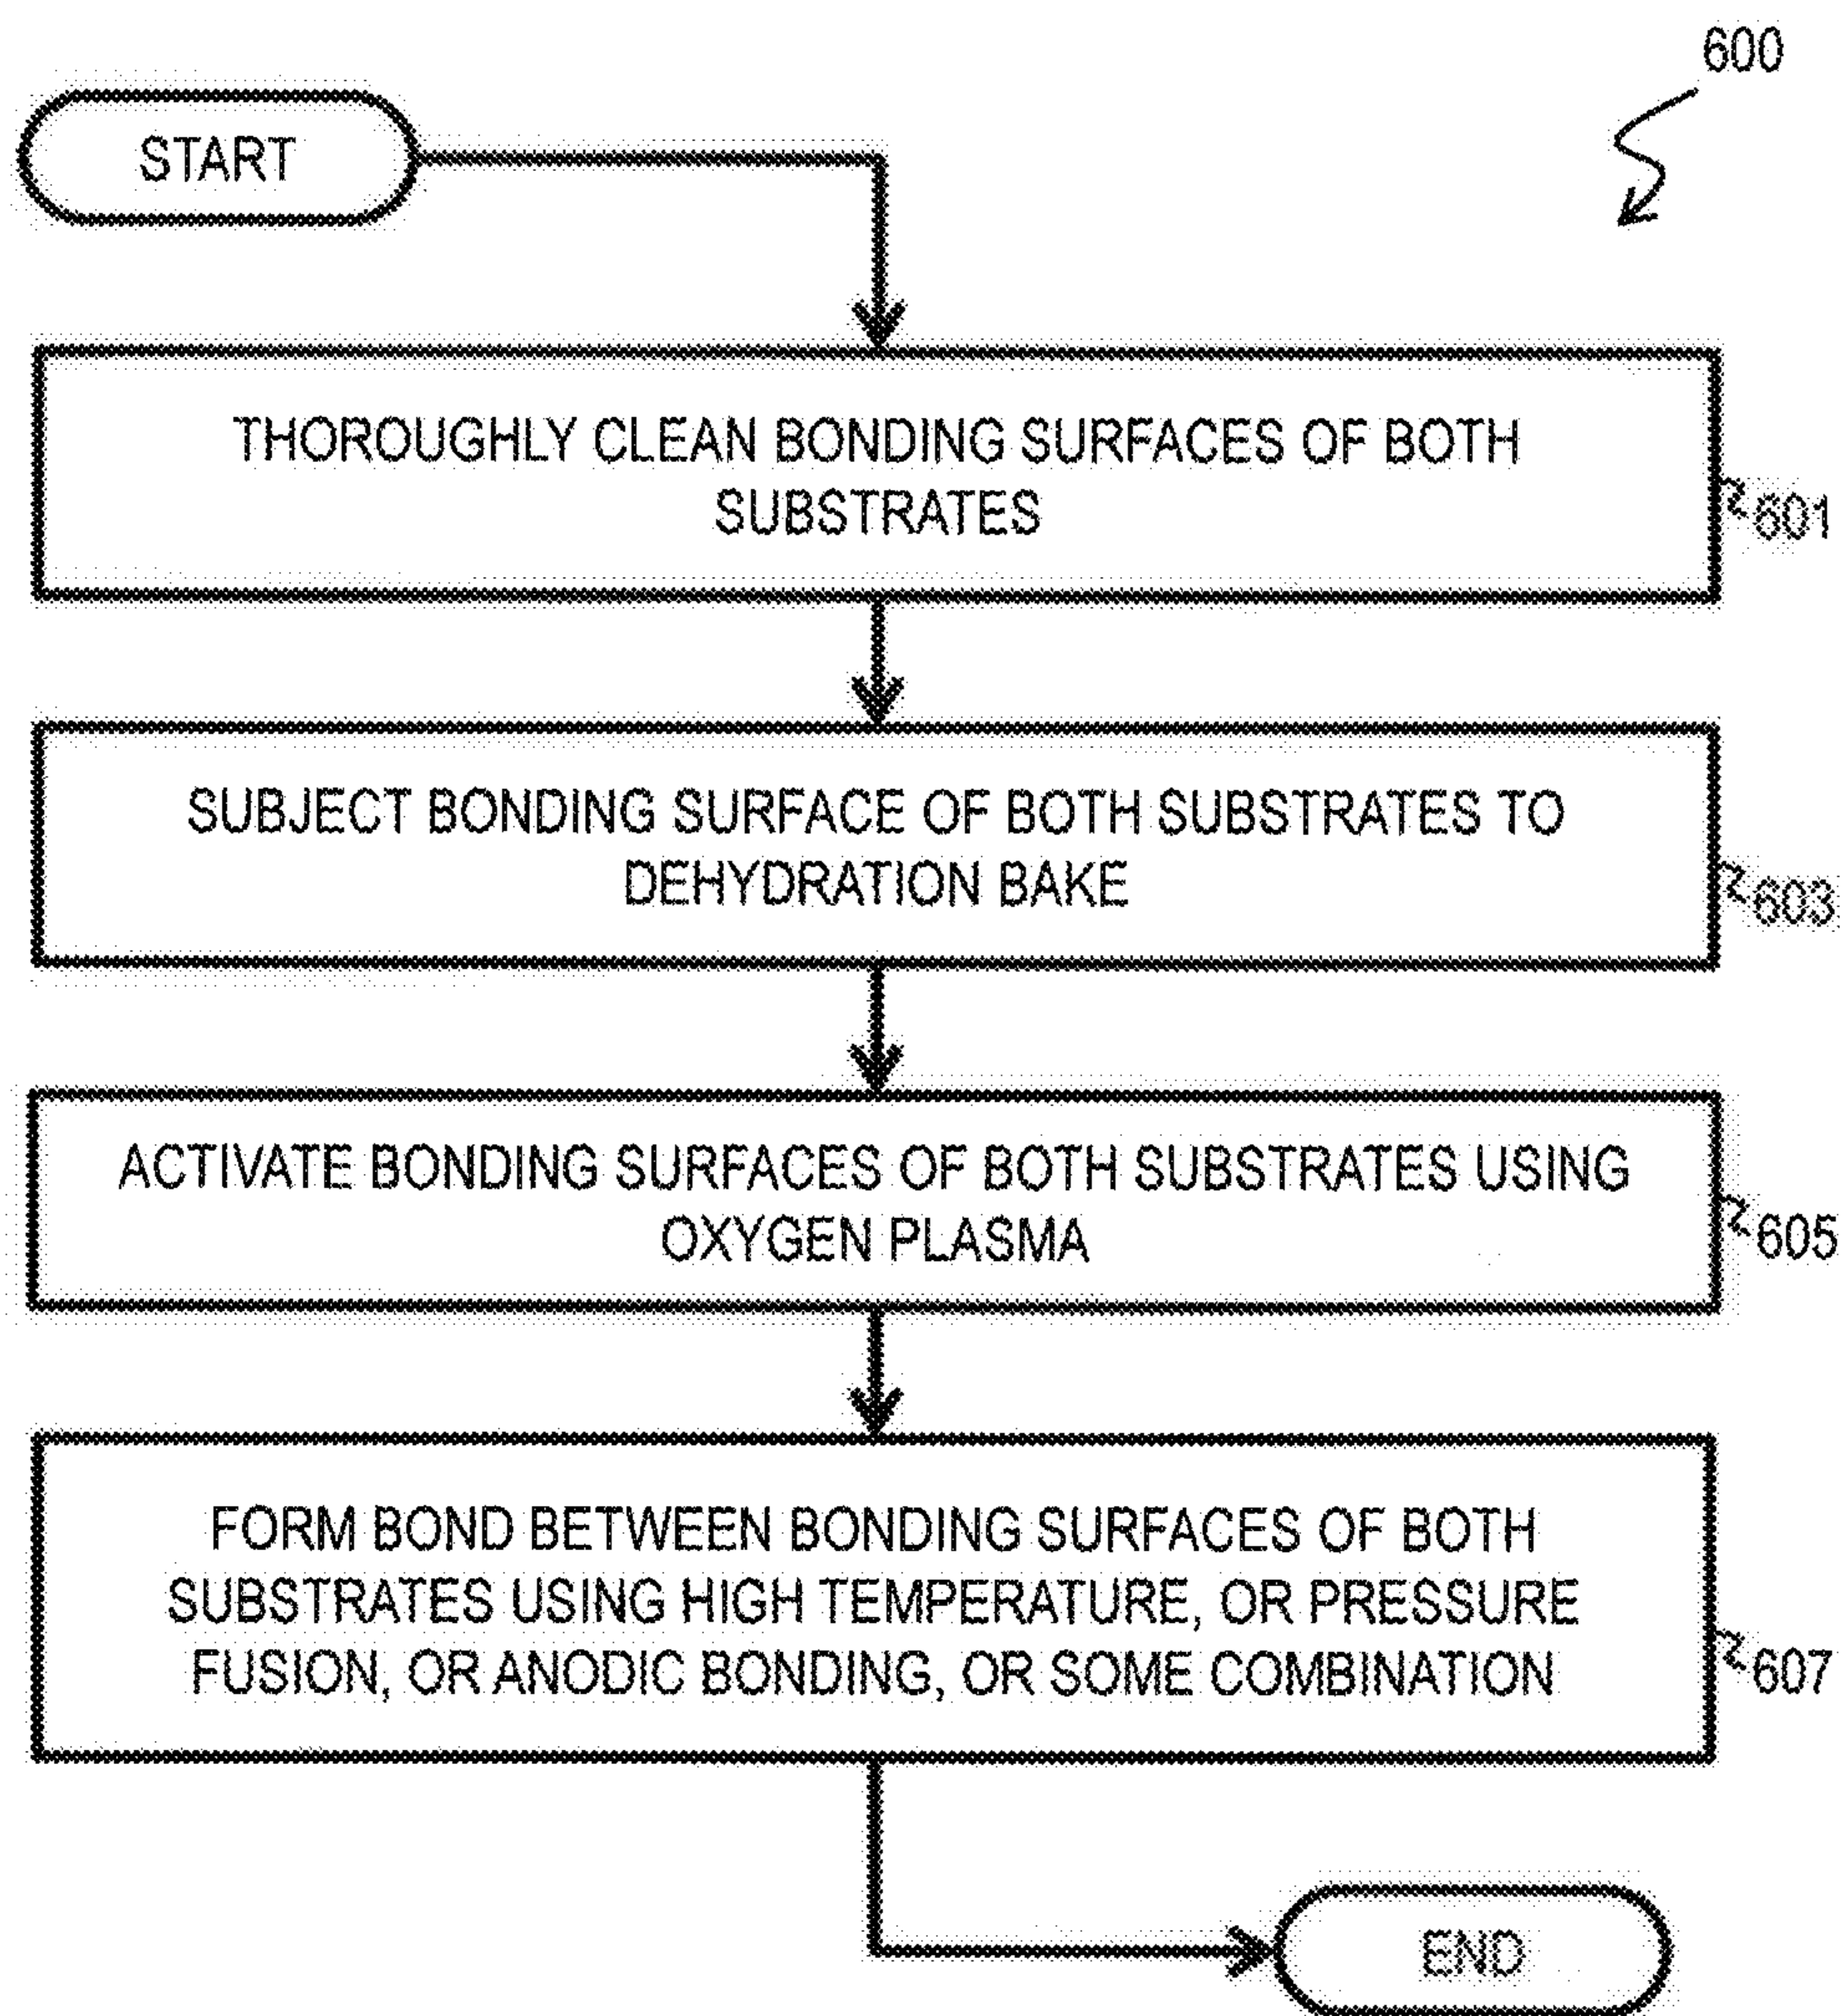 600
START
THOROUGHLY CLEAN BONDING SURFACES OF BOTH
SUBSTRATES
601
SUBJECT BONDING SURFACE OF BOTH SUBSTRATES TO
DEHYDRATION BAKE
603
ACTIVATE BONDING SURFACES OF BOTH SUBSTRATES USING
OXYGEN PLASMA
605
FORM BOND BETWEEN BONDING SURFACES OF BOTH
SUBSTRATES USING HIGH TEMPERATURE, OR PRESSURE
FUSION, OR ANODIC BONDING, OR SOME COMBINATION
607
END